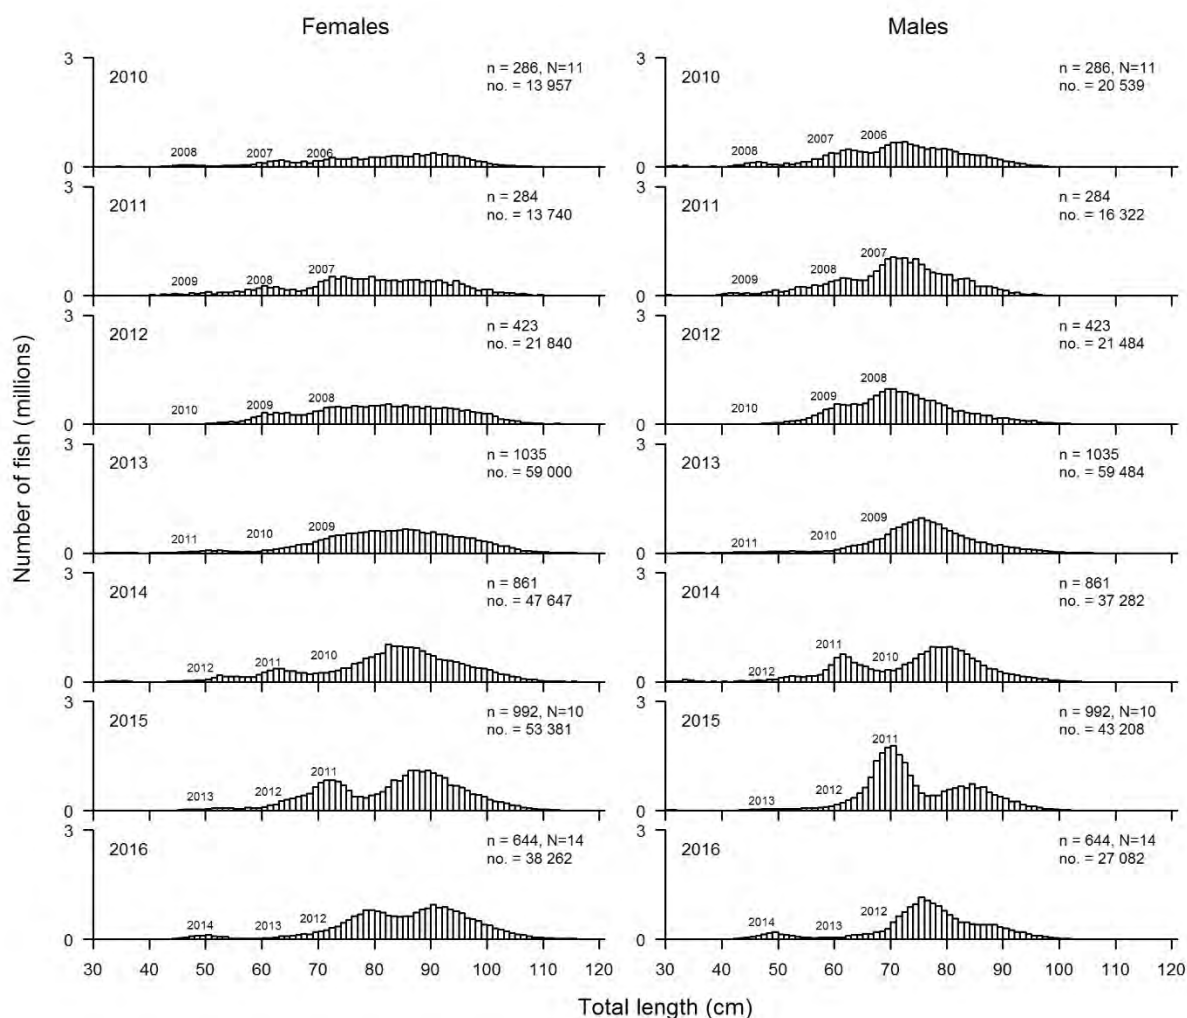 Females
Males
Number of fish (millions)
3
2010
n = 286, N=11
no. = 13 957
2008
2007
2006
0
3
2010
n = 286, N=11
no. = 20 539
2008
2007
2006
0
3
2011
n = 284
no. = 13 740
2009
2008
2007
0
3
2011
n = 284
no. = 16 322
2009
2008
2007
0
3
2012
n = 423
no. = 21 840
2010
2009
2008
0
3
2012
n = 423
no. = 21 484
2010
2009
2008
0
3
2013
n = 1035
no. = 59 000
2011
2010
2009
0
3
2013
n = 1035
no. = 59 484
2011
2010
2009
0
3
2014
n = 861
no. = 47 647
2012
2011
2010
0
3
2014
n = 861
no. = 37 282
2012
2011
2010
0
3
2015
n = 992, N=10
no. = 53 381
2013
2012
2011
0
3
2015
n = 992, N=10
no. = 43 208
2013
2012
2011
0
3
2016
n = 644, N=14
no. = 38 262
2014
2013
2012
0
3
2016
n = 644, N=14
no. = 27 082
2014
2013
2012
0
30 40 50 60 70 80 90 100 110 120
30 40 50 60 70 80 90 100 110 120
Total length (cm)